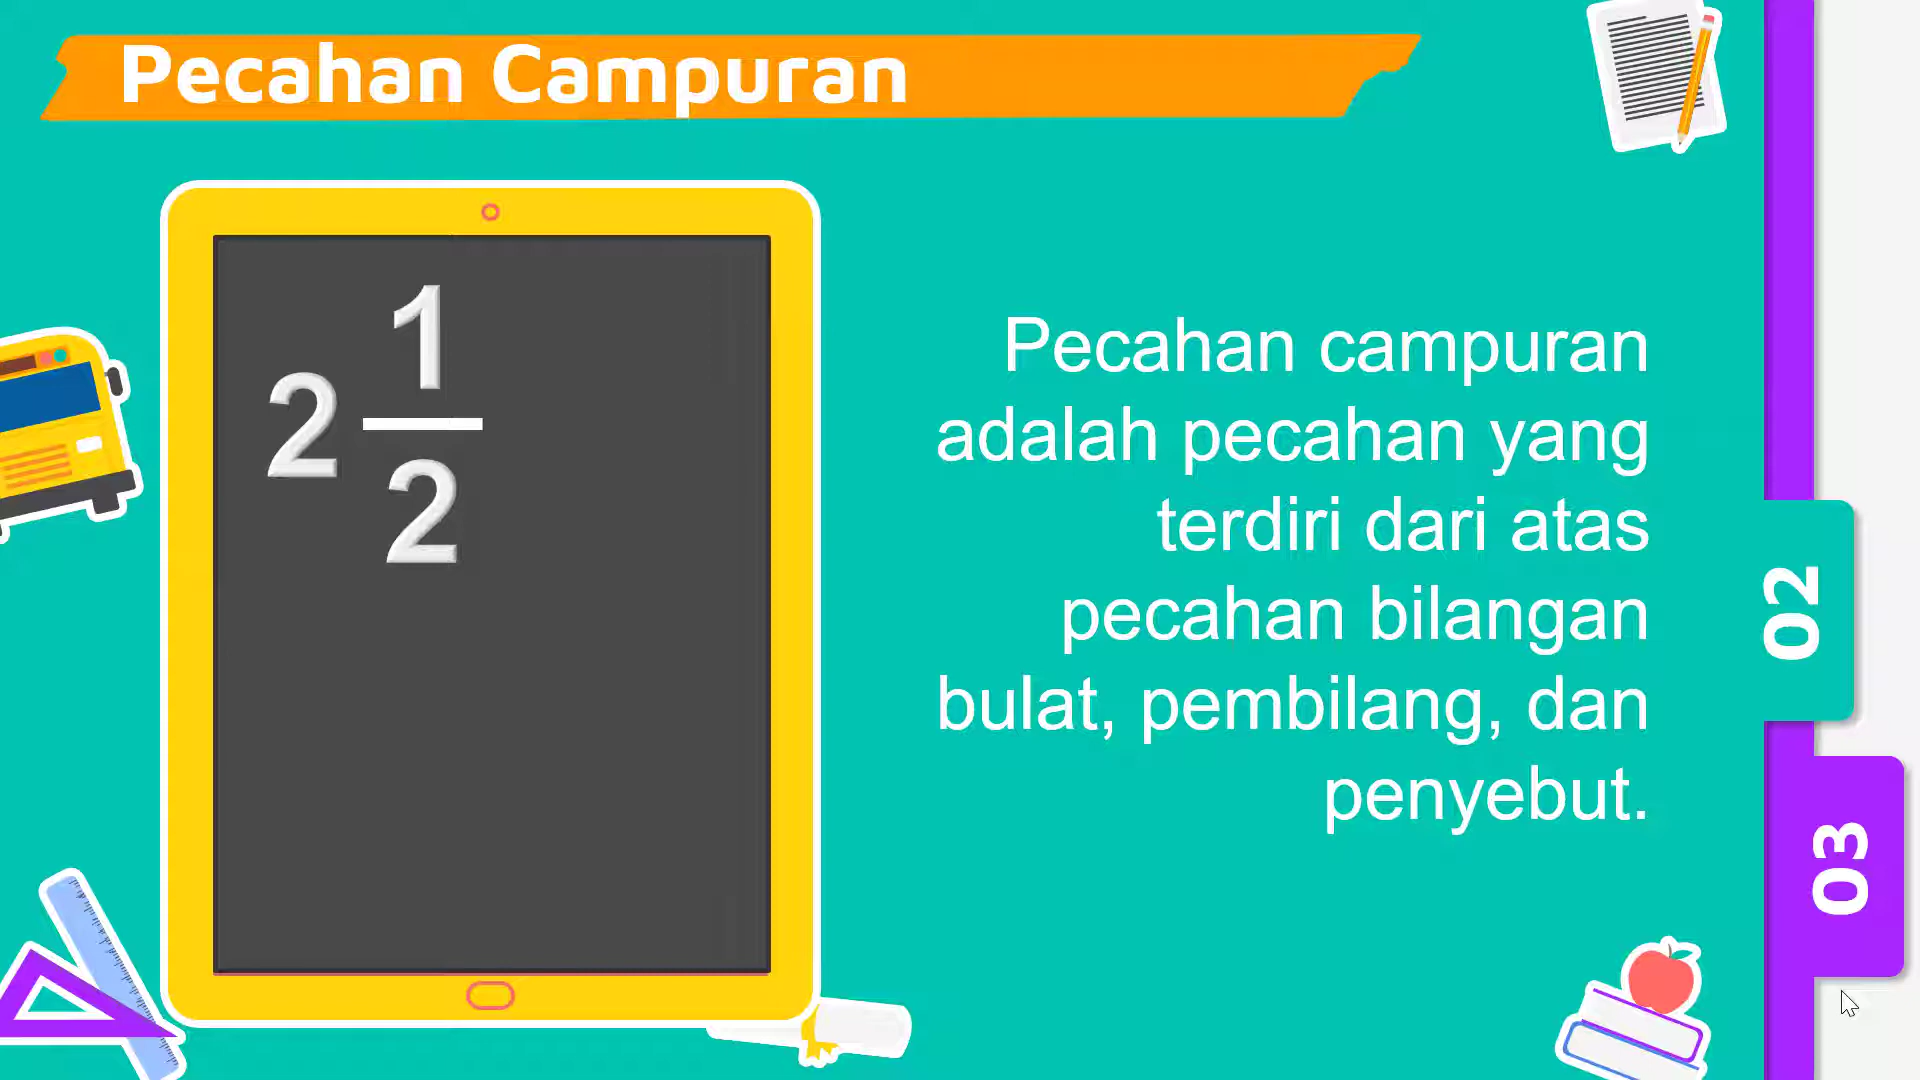 Pecahan Campuran
2 1/2
Pecahan campuran
adalah pecahan yang
terdiri dari atas
pecahan bilangan
bulat, pembilang, dan
penyebut.
02
03